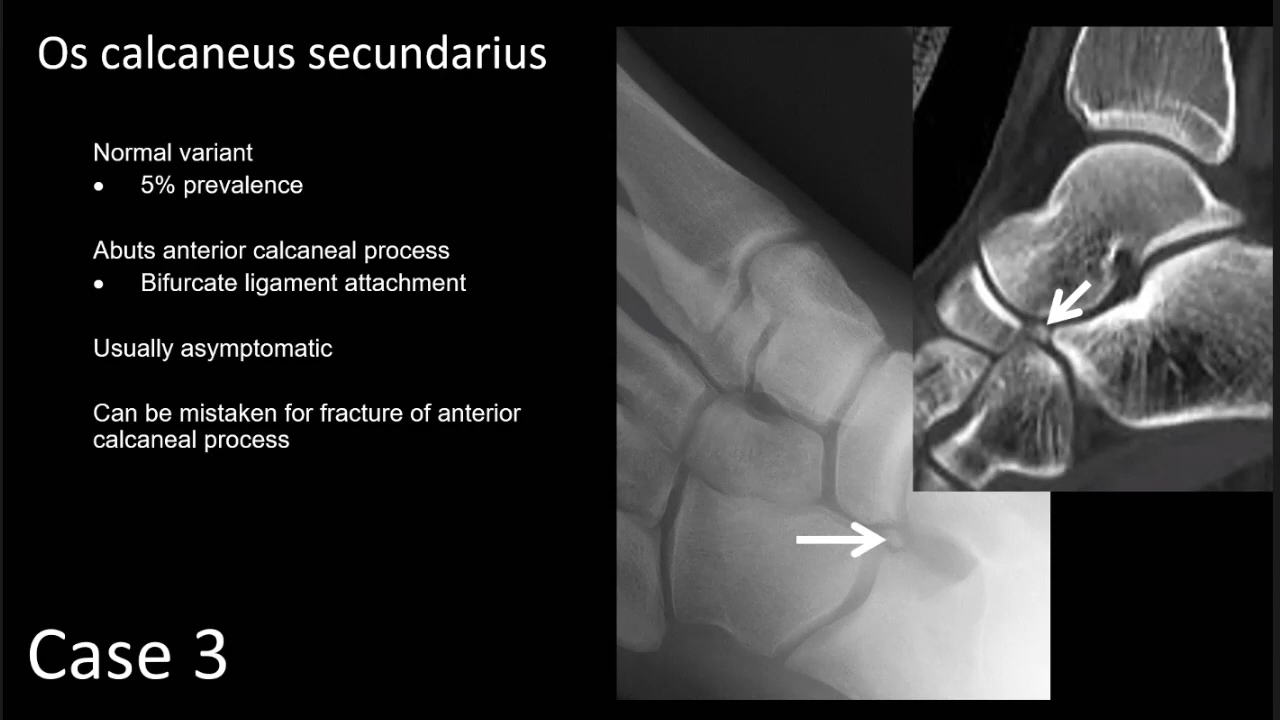 Os calcaneus secundarius
Normal variant
• 5% prevalence
Abuts anterior calcaneal process
• Bifurcate ligament attachment
Usually asymptomatic
Can be mistaken for fracture of anterior
calcaneal process
Case 3